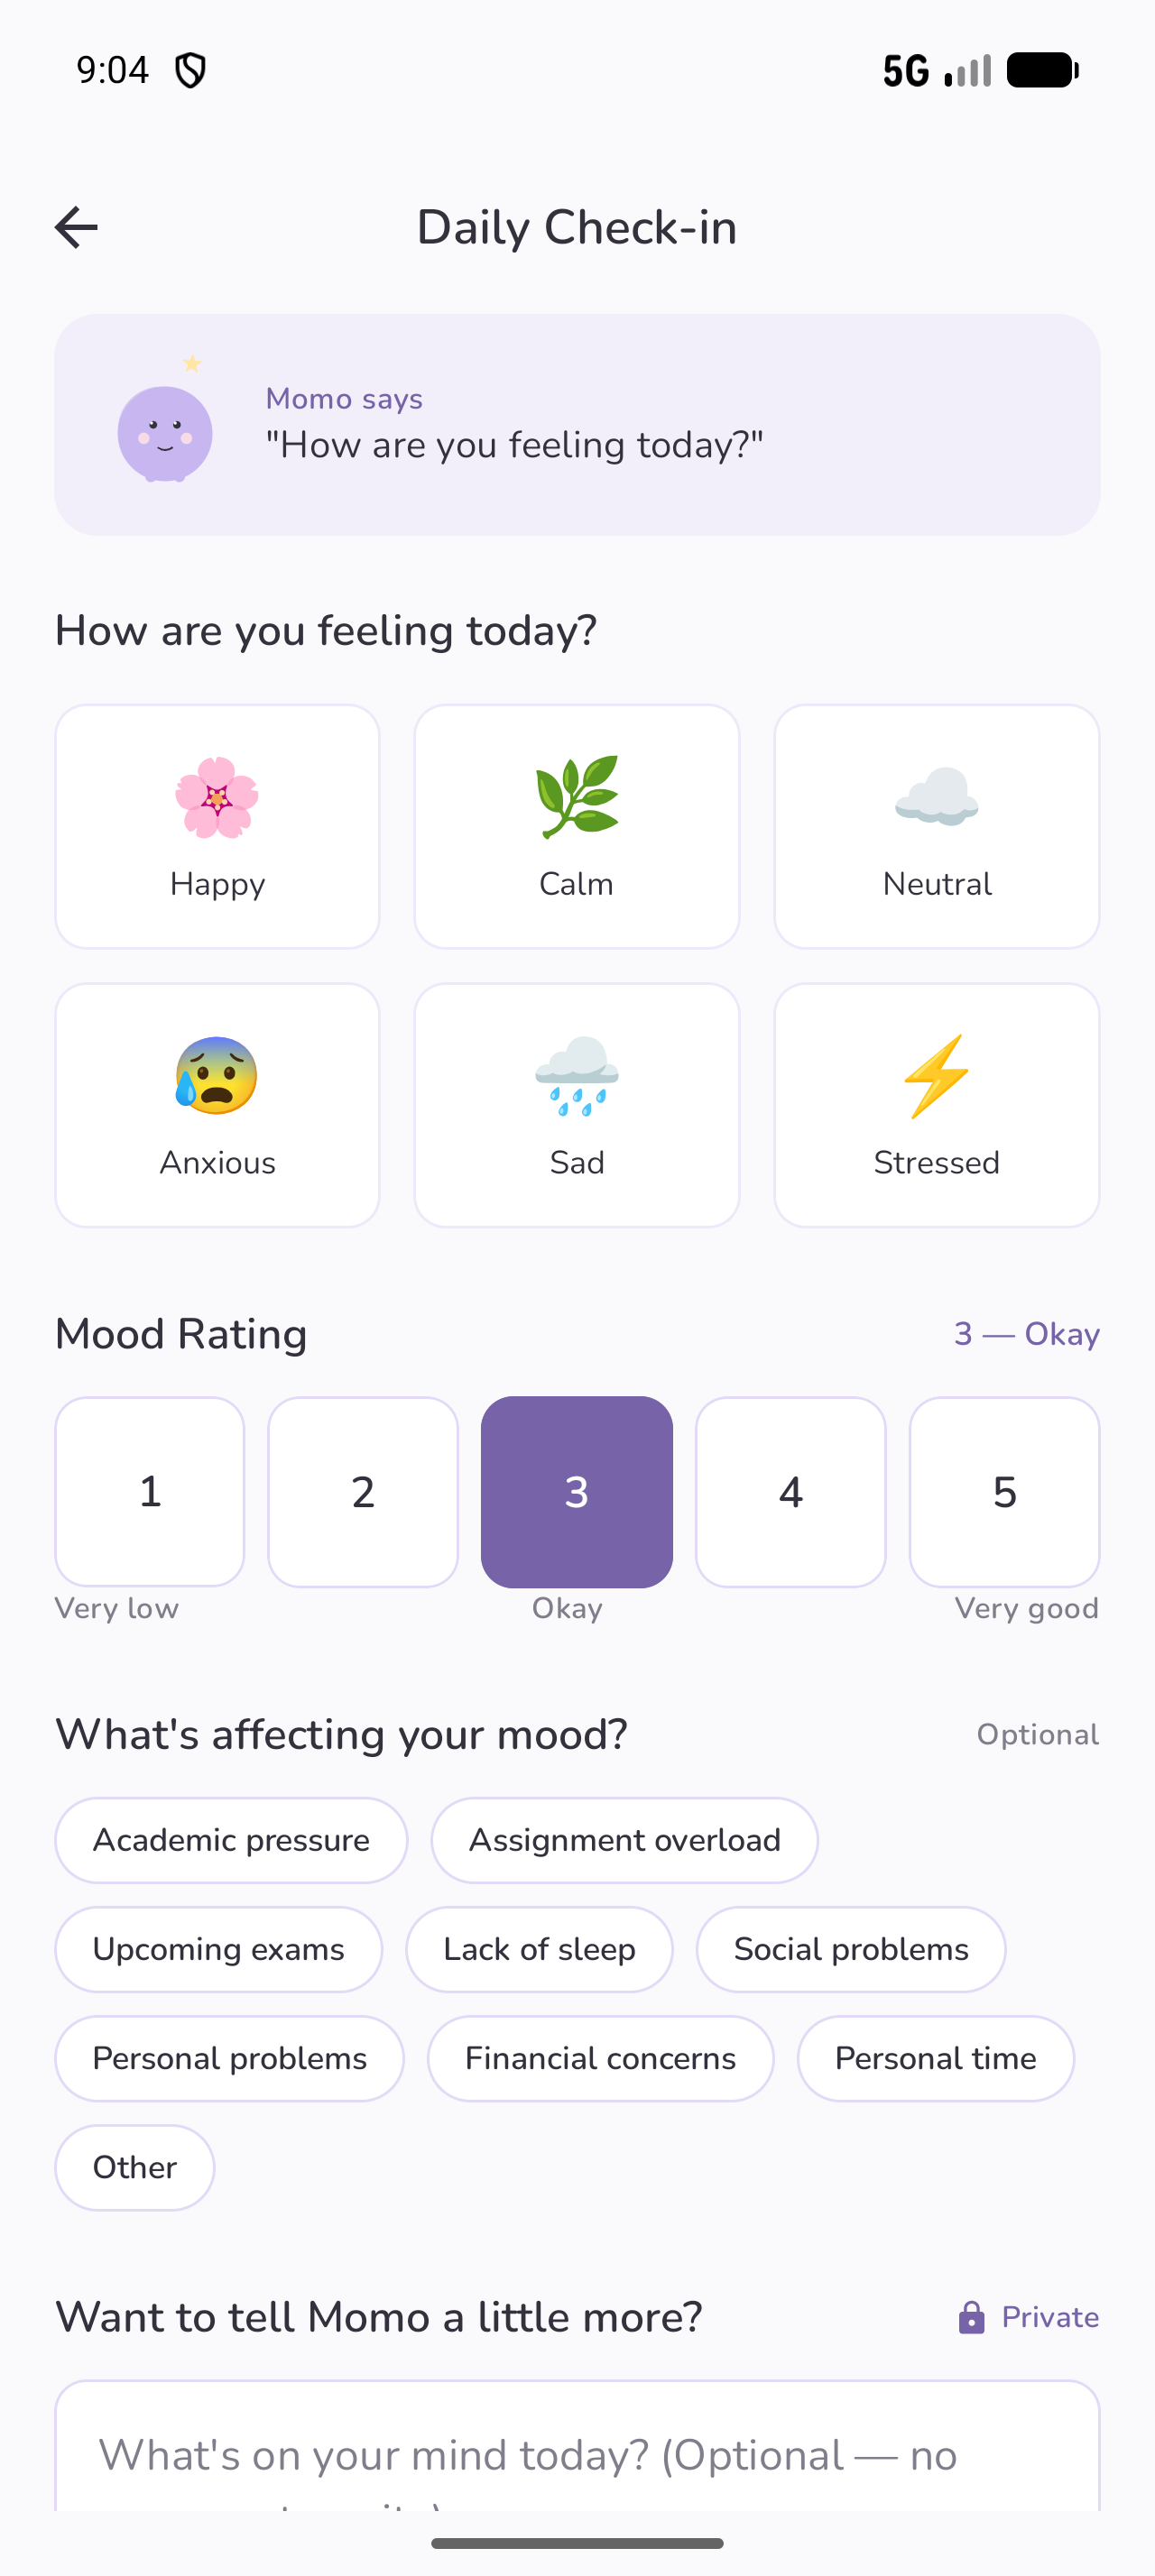 9:04
5G
Daily Check-in
Momo says
"How are you feeling today?"
How are you feeling today?
Happy
Calm
Neutral
Anxious
Sad
Stressed
Mood Rating
3 — Okay
1
2
3
4
5
Very low
Okay
Very good
What's affecting your mood?
Optional
Academic pressure
Assignment overload
Upcoming exams
Lack of sleep
Social problems
Personal problems
Financial concerns
Personal time
Other
Want to tell Momo a little more?
Private
What's on your mind today? (Optional — no